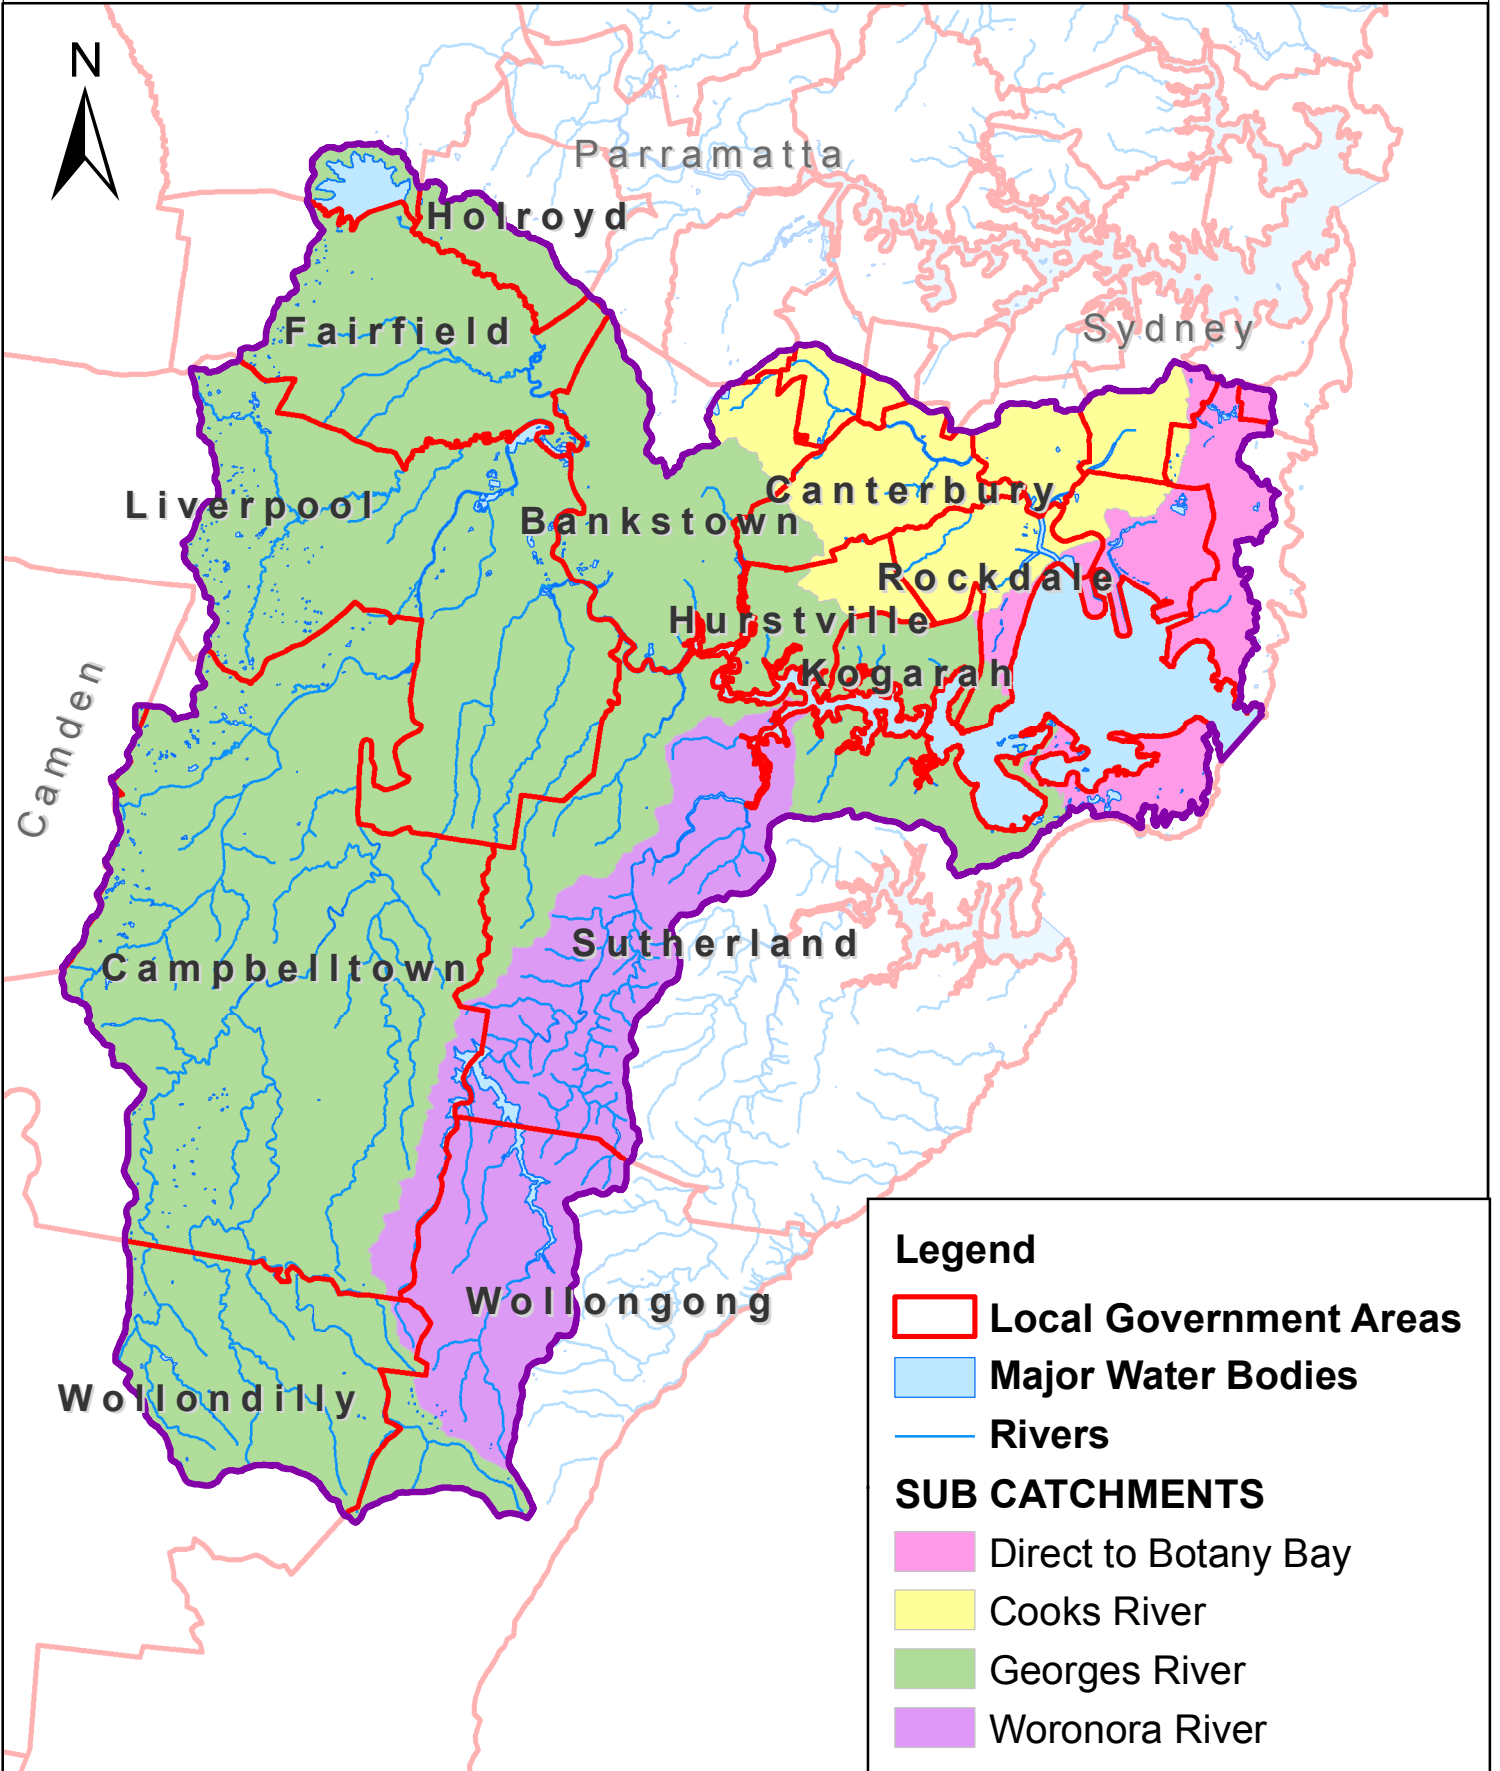 N
Parramatta
Holroyd
Fairfield
Sydney
Liverpool
Canterbury
Bankstown
Rockdale
Hurstville
Kogarah
Camden
Sutherland
Campbelltown
Wollongong
Wollondilly
Legend
Local Government Areas
Major Water Bodies
Rivers
SUB CATCHMENTS
Direct to Botany Bay
Cooks River
Georges River
Woronora River